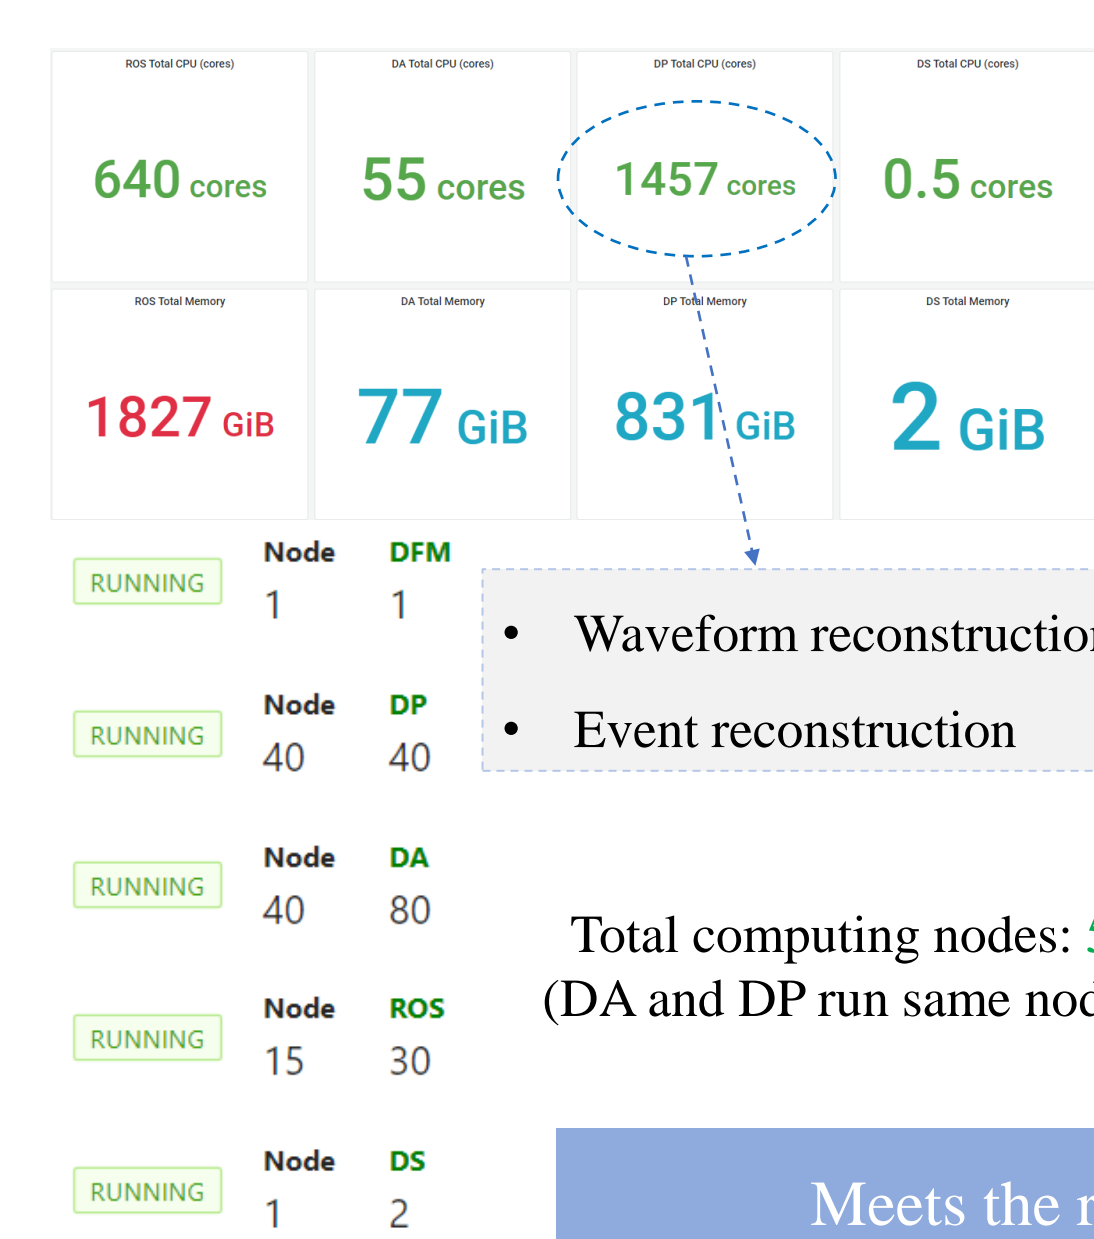 ROS Total CPU (cores)
DA Total CPU (cores)
DP Total CPU (cores)
DS Total CPU (cores)
640 cores
55 cores
1457 cores
0.5 cores
ROS Total Memory
DA Total Memory
DP Total Memory
DS Total Memory
1827 GiB
77 GiB
831 GiB
2 GiB
RUNNING
Node DFM
1 1
• Waveform reconstruction
• Event reconstruction
RUNNING
Node DP
40 40
RUNNING
Node DA
40 80
Total computing nodes:
(DA and DP run same
RUNNING
Node ROS
15 30
RUNNING
Node DS
1 2
Meets the